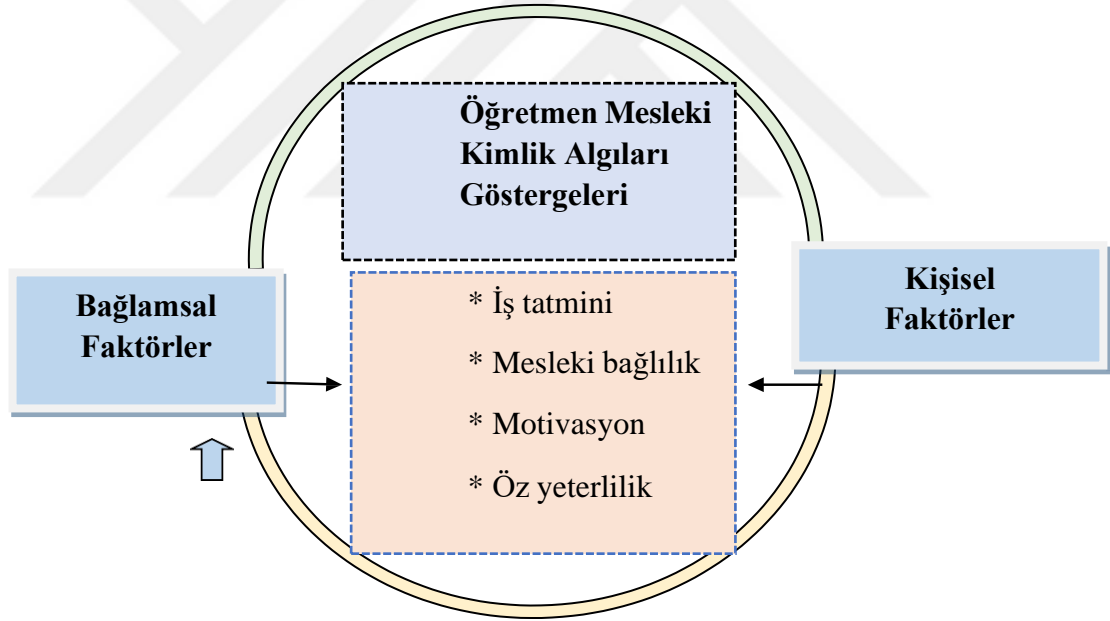 Öğretmen Mesleki
Kimlik Algıları
Göstergeleri
Bağlamsal
Faktörler
* İş tatmini
* Mesleki bağlılık
* Motivasyon
* Öz yeterlilik
Kişisel
Faktörler